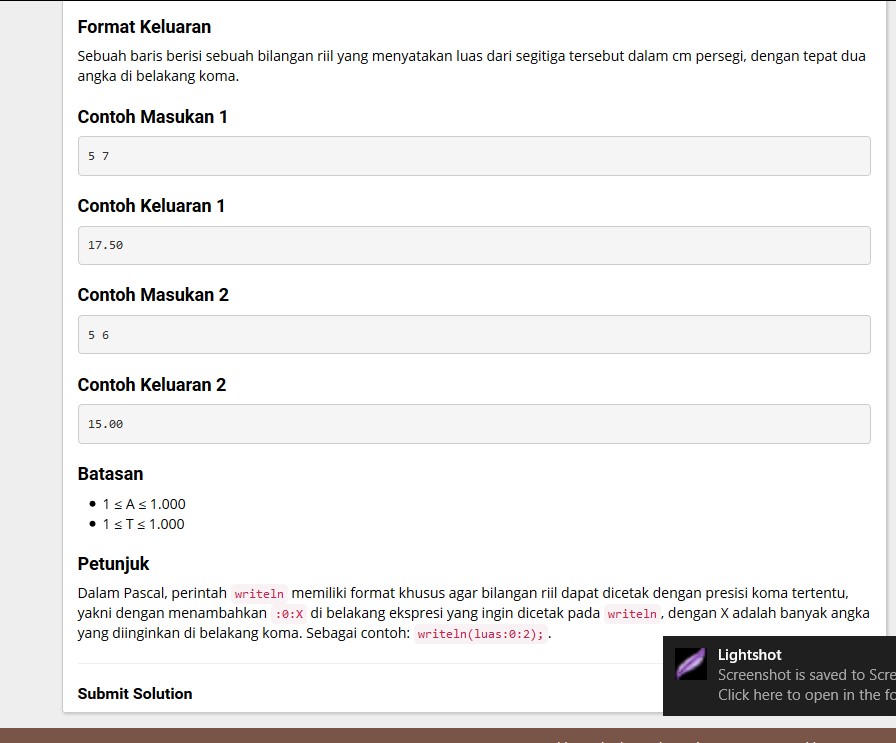 Format Keluaran
Sebuah baris berisi sebuah bilangan riil yang menyatakan luas dari segitiga tersebut dalam cm persegi, dengan tepat dua
angka di belakang koma.
Contoh Masukan 1
5 7
Contoh Keluaran 1
17.50
Contoh Masukan 2
5 6
Contoh Keluaran 2
15.00
Batasan
• 1 ≤ A ≤ 1.000
• 1 ≤ T ≤ 1.000
Petunjuk
Dalam Pascal, perintah writeln memiliki format khusus agar bilangan riil dapat dicetak dengan presisi koma tertentu,
yakni dengan menambahkan :0:X di belakang ekspresi yang ingin dicetak pada writeln, dengan X adalah banyak angka
yang diinginkan di belakang koma. Sebagai contoh: writeln(luas:0:2);.
Lightshot
Screenshot is saved to Scre
Click here to open in the fo
Submit Solution